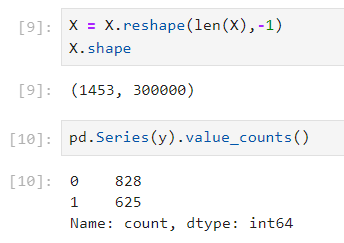 [9]: X = X.reshape(len(X),-1)
X.shape
[9]: (1453, 300000)
[10]: pd.Series(y).value_counts()
[10]: 0    828
1    625
Name: count, dtype: int64